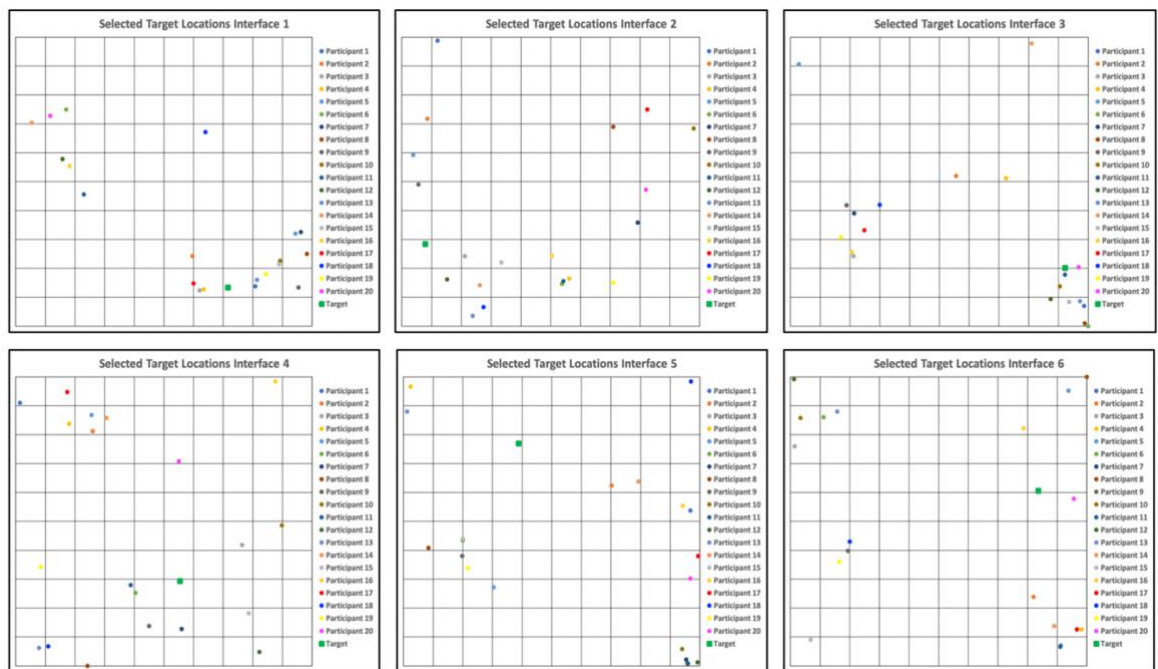 Selected Target Locations Interface 1
Participant 1
Participant 2
Participant 3
Participant 4
Participant 5
Participant 6
Participant 7
Participant 8
Participant 9
Participant 10
Participant 11
Participant 12
Participant 13
Participant 14
Participant 15
Participant 16
Participant 17
Participant 18
Participant 19
Participant 20
Target
Selected Target Locations Interface 2
Participant 1
Participant 2
Participant 3
Participant 4
Participant 5
Participant 6
Participant 7
Participant 8
Participant 9
Participant 10
Participant 11
Participant 12
Participant 13
Participant 14
Participant 15
Participant 16
Participant 17
Participant 18
Participant 19
Participant 20
Target
Selected Target Locations Interface 3
Participant 1
Participant 2
Participant 3
Participant 4
Participant 5
Participant 6
Participant 7
Participant 8
Participant 9
Participant 10
Participant 11
Participant 12
Participant 13
Participant 14
Participant 15
Participant 16
Participant 17
Participant 18
Participant 19
Participant 20
Target
Selected Target Locations Interface 4
Participant 1
Participant 2
Participant 3
Participant 4
Participant 5
Participant 6
Participant 7
Participant 8
Participant 9
Participant 10
Participant 11
Participant 12
Participant 13
Participant 14
Participant 15
Participant 16
Participant 17
Participant 18
Participant 19
Participant 20
Target
Selected Target Locations Interface 5
Participant 1
Participant 2
Participant 3
Participant 4
Participant 5
Participant 6
Participant 7
Participant 8
Participant 9
Participant 10
Participant 11
Participant 12
Participant 13
Participant 14
Participant 15
Participant 16
Participant 17
Participant 18
Participant 19
Participant 20
Target
Selected Target Locations Interface 6
Participant 1
Participant 2
Participant 3
Participant 4
Participant 5
Participant 6
Participant 7
Participant 8
Participant 9
Participant 10
Participant 11
Participant 12
Participant 13
Participant 14
Participant 15
Participant 16
Participant 17
Participant 18
Participant 19
Participant 20
Target